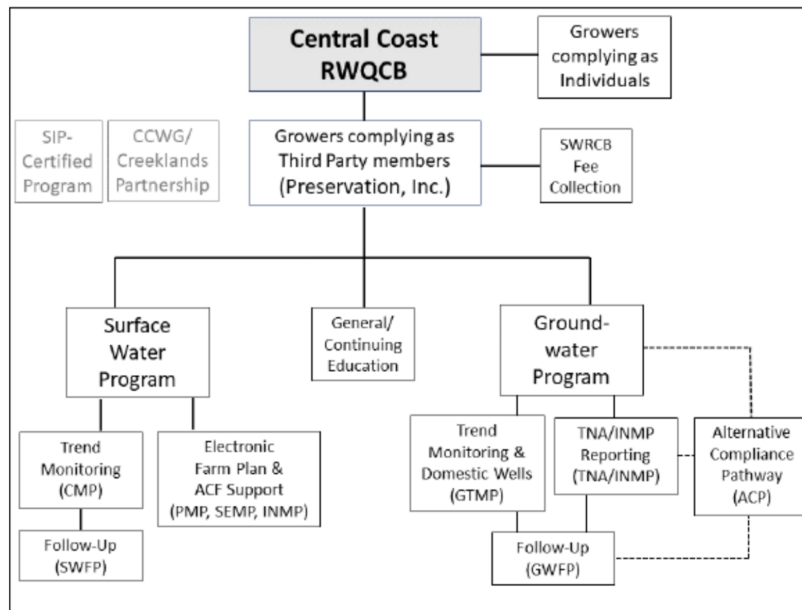 Central Coast
RWQCB
Growers
complying as
Individuals
SIP-
Certified
Program
CCWG/
Creeklands
Partnership
Growers complying as
Third Party members
(Preservation, Inc.)
SWRCB
Fee
Collection
Surface
Water
Program
General/
Continuing
Education
Ground-
water
Program
Trend
Monitoring
(CMP)
Electronic
Farm Plan &
ACF Support
(PMP, SEMP, INMP)
Trend
Monitoring &
Domestic Wells
(GTMP)
TNA/INMP
Reporting
(TNA/INMP)
Alternative
Compliance
Pathway
(ACP)
Follow-Up
(SWFP)
Follow-Up
(GWFP)